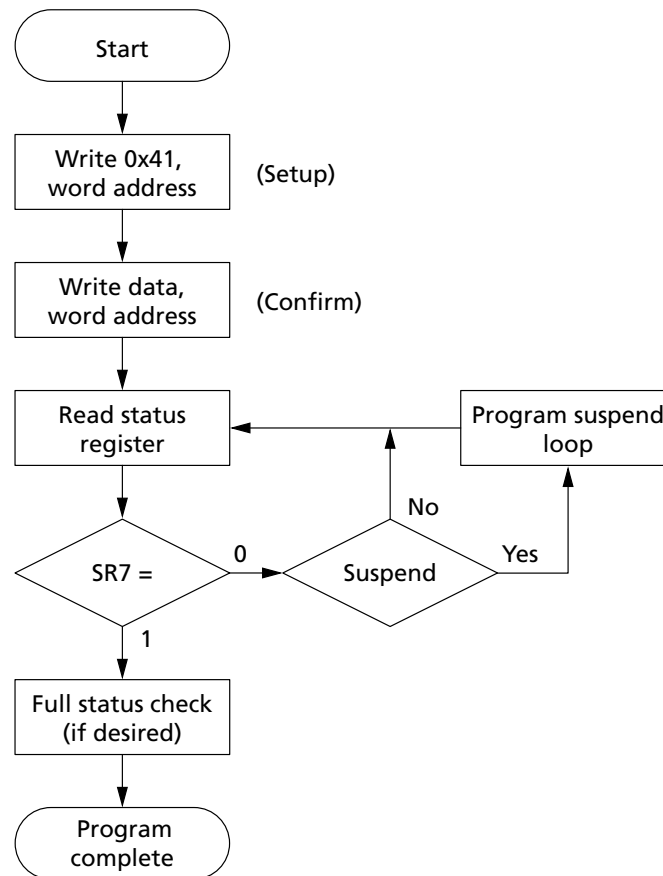 Start
Write 0x41,
word address
(Setup)
Write data,
word address
(Confirm)
Read status
register
Program suspend
loop
No
SR7 =
0
Suspend
Yes
1
Full status check
(if desired)
Program
complete